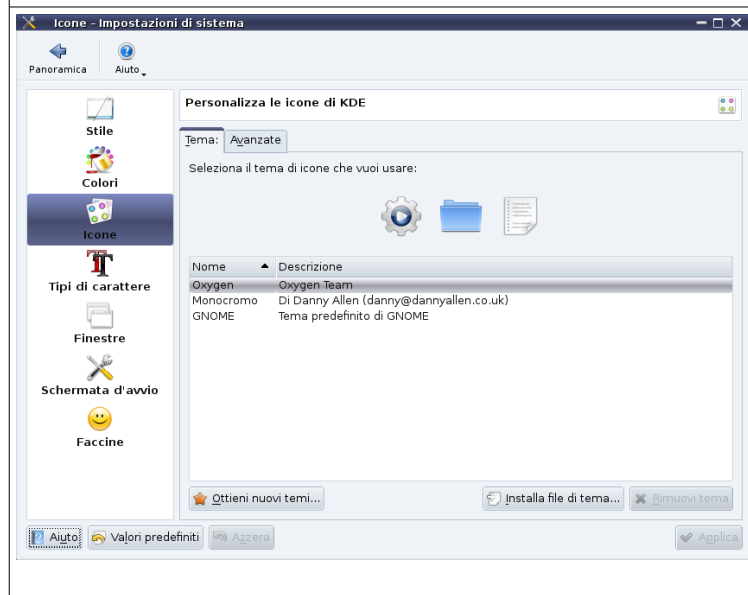 Icone – Impostazioni di sistema
Panoramica
Aiuto
Stile
Colori
Icone
Tipi di carattere
Finestre
Schermata d'avvio
Faccine
Personalizza le icone di KDE
Tema: Avanzate
Seleziona il tema di icone che vuoi usare:
Nome Descrizione
Oxygen Oxygen Team
Monocromo Di Danny Allen (danny@dannyallen.co.uk)
GNOME Tema predefinito di GNOME
Ottieni nuovi temi... Installa file di tema... Rimuovi tema
Aiuto Valori predefiniti Azzera Applica